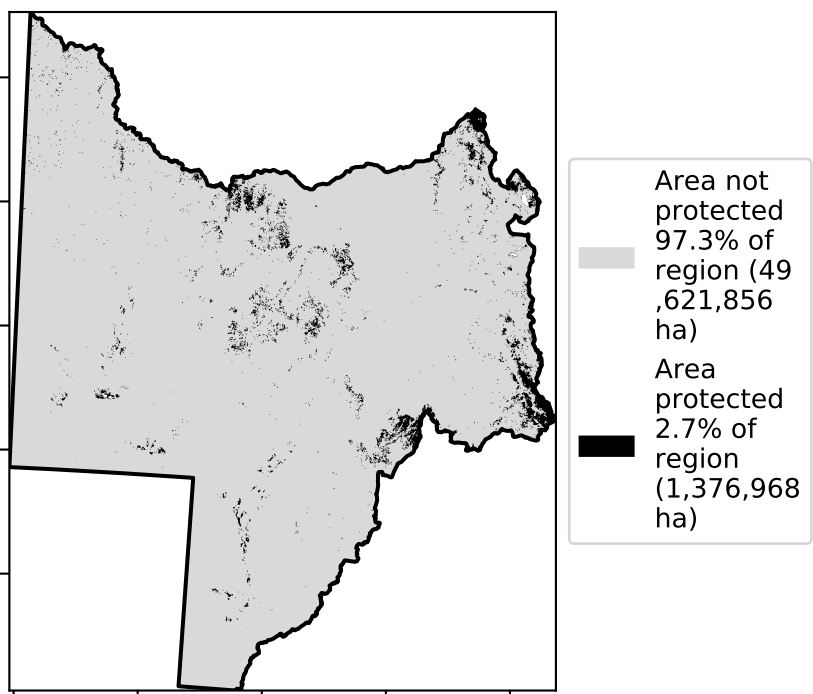 Area not
protected
97.3% of
region (49
,621,856
ha)
Area
protected
2.7% of
region
(1,376,968
ha)